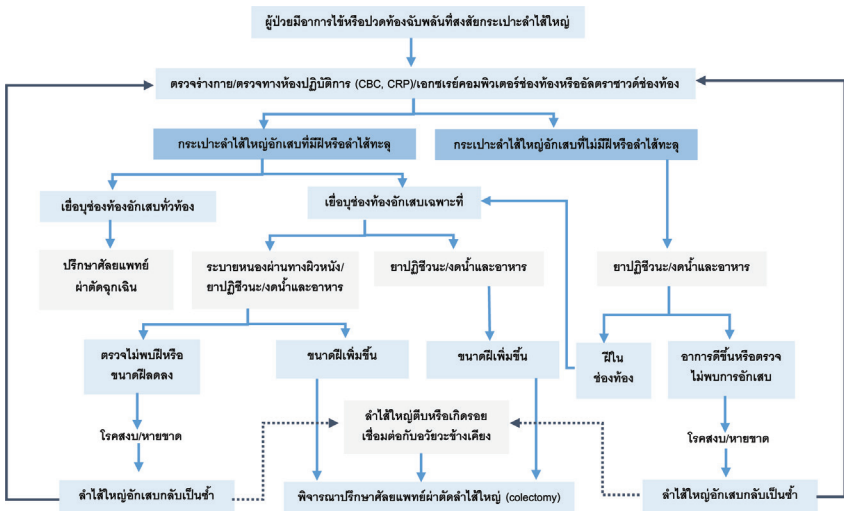 ผู้ป่วยมีอาการไข้หรือปวดท้องฉับพลันที่สงสัยกระเปาะลำไส้ใหญ่
ตรวจร่างกาย/ตรวจทางห้องปฏิบัติการ (CBC, CRP)/เอกซเรย์คอมพิวเตอร์ช่องท้องหรืออัลตราซาวด์ช่องท้อง
กระเปาะลำไส้ใหญ่อักเสบที่มีฝีหรือลำไส้ทะลุ
กระเปาะลำไส้ใหญ่อักเสบที่ไม่มีฝีหรือลำไส้ทะลุ
เยื่อบุช่องท้องอักเสบทั่วท้อง
เยื่อบุช่องท้องอักเสบเฉพาะที่
ปรึกษาศัลยแพทย์
ผ่าตัดฉุกเฉิน
ระบายหนองผ่านทางผิวหนัง/
ยาปฏิชีวนะ/งดน้ำและอาหาร
ยาปฏิชีวนะ/งดน้ำและอาหาร
ยาปฏิชีวนะ/งดน้ำและอาหาร
ตรวจไม่พบฝีหรือ
ขนาดฝีลดลง
ขนาดฝีเพิ่มขึ้น
ขนาดฝีเพิ่มขึ้น
ฝีใน
ช่องท้อง
อาการดีขึ้นหรือตรวจ
ไม่พบการอักเสบ
โรคสงบ/หายขาด
ลำไส้ใหญ่ตีบหรือเกิดรอย
เชื่อมต่อกับอวัยวะข้างเคียง
โรคสงบ/หายขาด
ลำไส้ใหญ่อักเสบกลับเป็นซ้ำ
พิจารณาปรึกษาศัลยแพทย์ผ่าตัดลำไส้ใหญ่ (colectomy)
ลำไส้ใหญ่อักเสบกลับเป็นซ้ำ